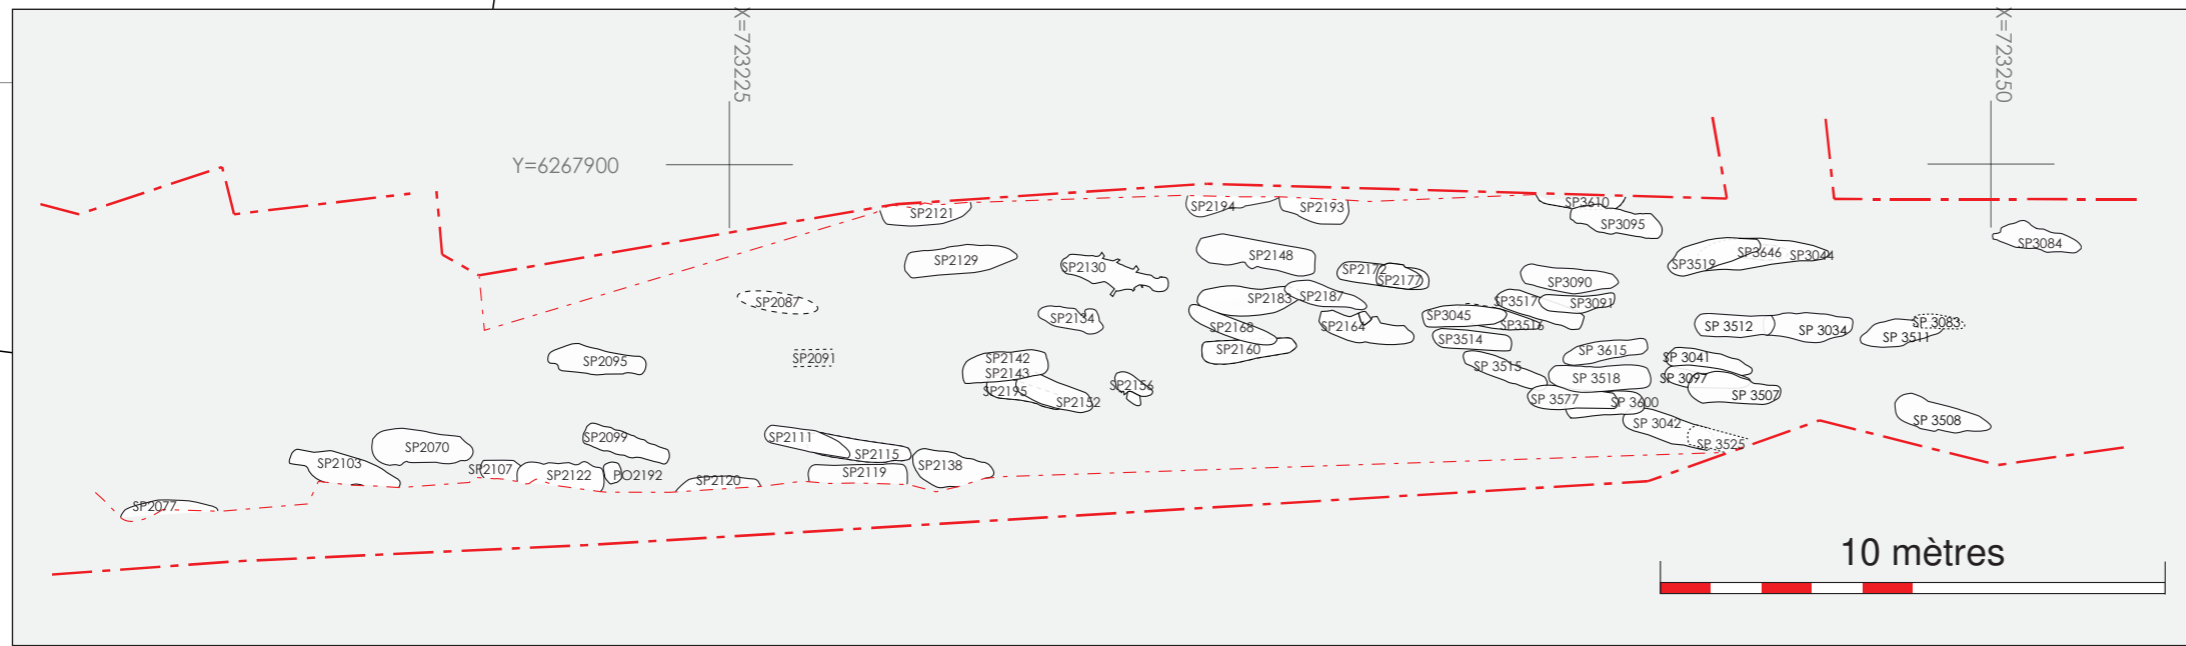 X=723225
X=723250
Y=6267900
SP2121
SP2194
SP2193
SP3610
SP3095
SP3084
SP2129
SP2130
SP2148
SP2172
SP2177
SP3519
SP3646
SP3044
SP3090
SP2087
SP2183
SP2187
SP3517
SP3091
SP2134
SP2168
SP2164
SP3045
SP3516
SP 3512
SP 3034
SP 3083
SP 3511
SP2095
SP2091
SP2142
SP2143
SP2160
SP3514
SP 3515
SP 3615
SP 3041
SP2195
SP2152
SP2156
SP 3518
SP 3097
SP 3507
SP 3577
SP 3600
SP 3508
SP 3042
SP 3525
SP2103
SP2070
SP2099
SP2111
SP2115
SP2107
SP2122
PO2192
SP2120
SP2119
SP2138
SP2077
10 mètres